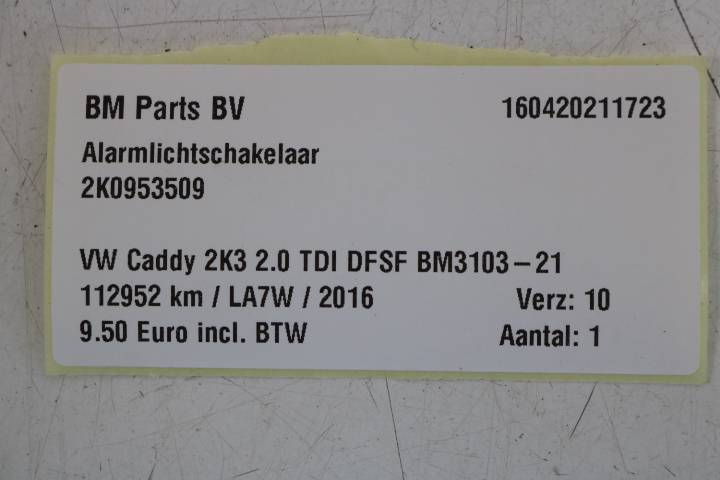 BM Parts BV 160420211723
Alarmlichtschakelaar
2K0953509
VW Caddy 2K3 2.0 TDI DFSF BM3103-21
112952 km / LA7W / 2016 Verz: 10
9.50 Euro incl. BTW Aantal: 1